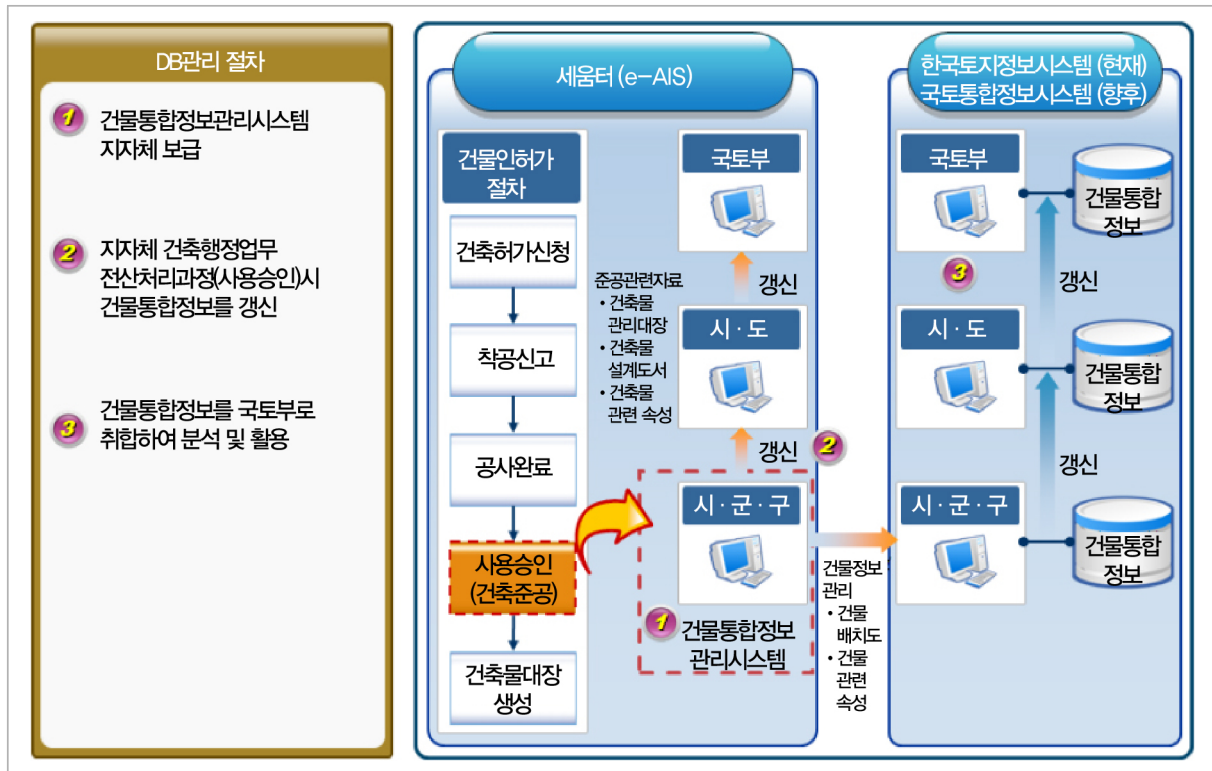 DB관리 절차
1 건물통합정보관리시스템
지자체 보급
2 지자체 건축행정업무
전산처리과정(사용승인)시
건물통합정보를 갱신
3 건물통합정보를 국토부로
취합하여 분석 및 활용
세움터 (e-AIS)
건물인허가
절차
건축허가신청
착공신고
공사완료
사용승인
(건축준공)
건축물대장
생성
준공관련자료
• 건축물
관리대장
• 건축물
설계도서
• 건축물
관련 속성
국토부
갱신
시·도
갱신
2
시·군·구
1 건물통합정보
관리시스템
건물정보
관리
• 건물
배치도
• 건물
관련
속성
한국토지정보시스템 (현재)
국토통합정보시스템 (향후)
국토부
건물통합
정보
3
갱신
시·도
건물통합
정보
갱신
시·군·구
건물통합
정보